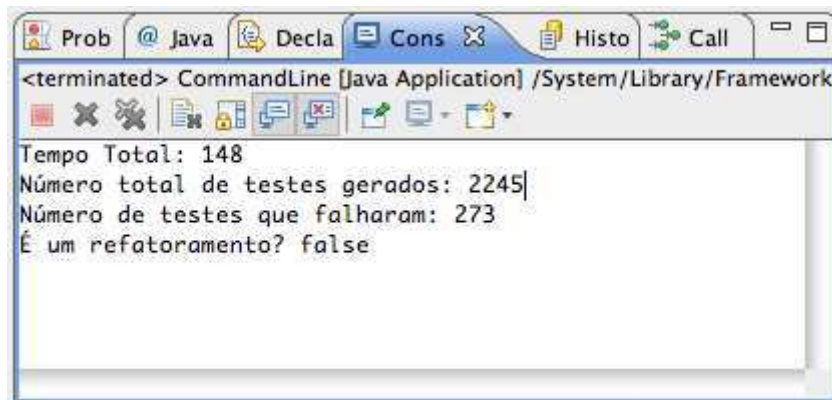 Prob @ Java Decla Cons Histo Call
<terminated> CommandLine [Java Application] /System/Library/Framework
Tempo Total: 148
Número total de testes gerados: 2245
Número de testes que falharam: 273
É um refatoramento? false